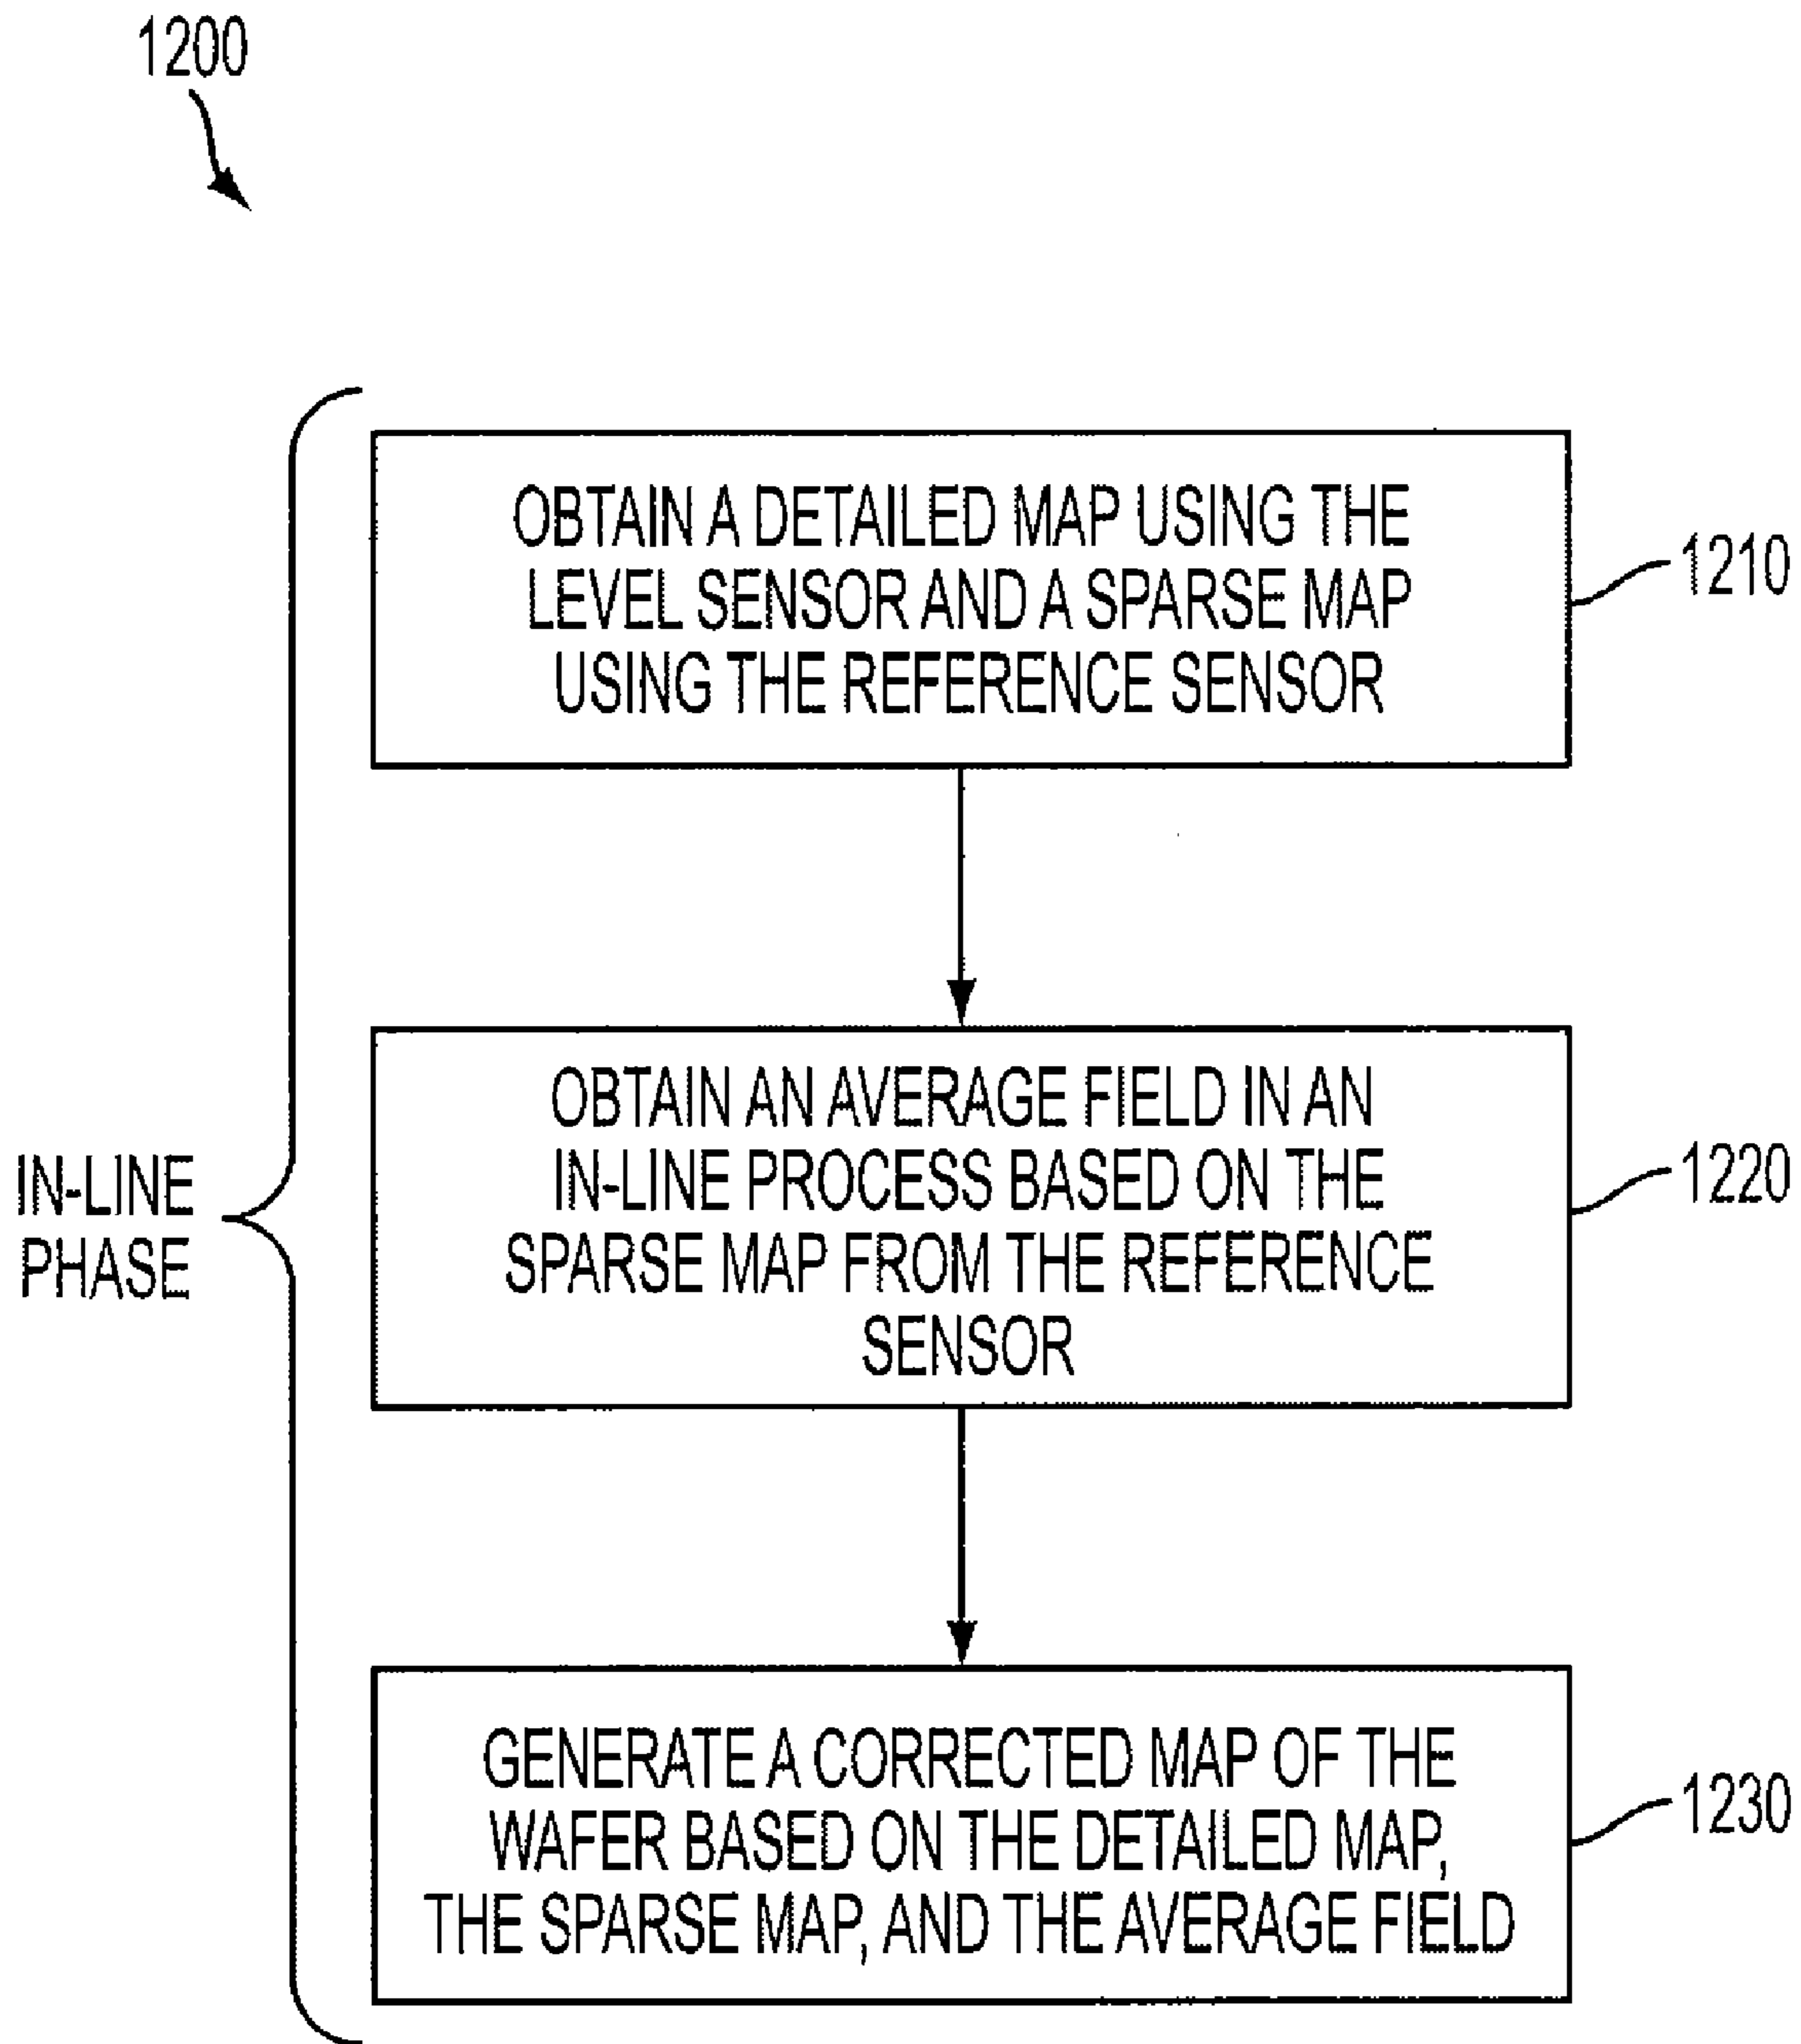 1200
OBTAIN A DETAILED MAP USING THE
LEVEL SENSOR AND A SPARSE MAP
USING THE REFERENCE SENSOR
1210
OBTAIN AN AVERAGE FIELD IN AN
IN-LINE PROCESS BASED ON THE
SPARSE MAP FROM THE REFERENCE
SENSOR
1220
IN-LINE
PHASE
GENERATE A CORRECTED MAP OF THE
WAFER BASED ON THE DETAILED MAP,
THE SPARSE MAP, AND THE AVERAGE FIELD
1230